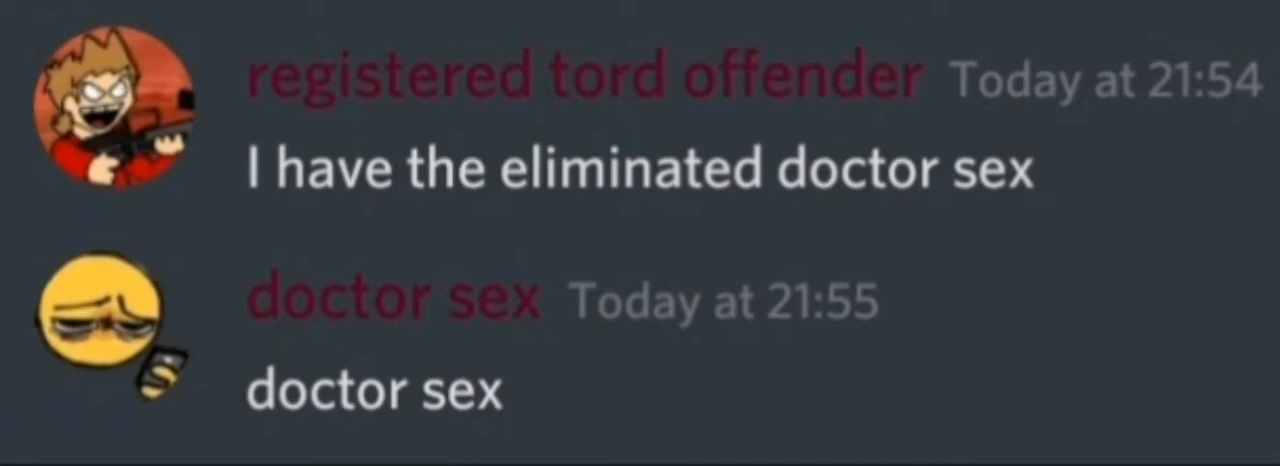 registered tord offender Today at 21:54
I have the eliminated doctor sex
doctor sex Today at 21:55
doctor sex